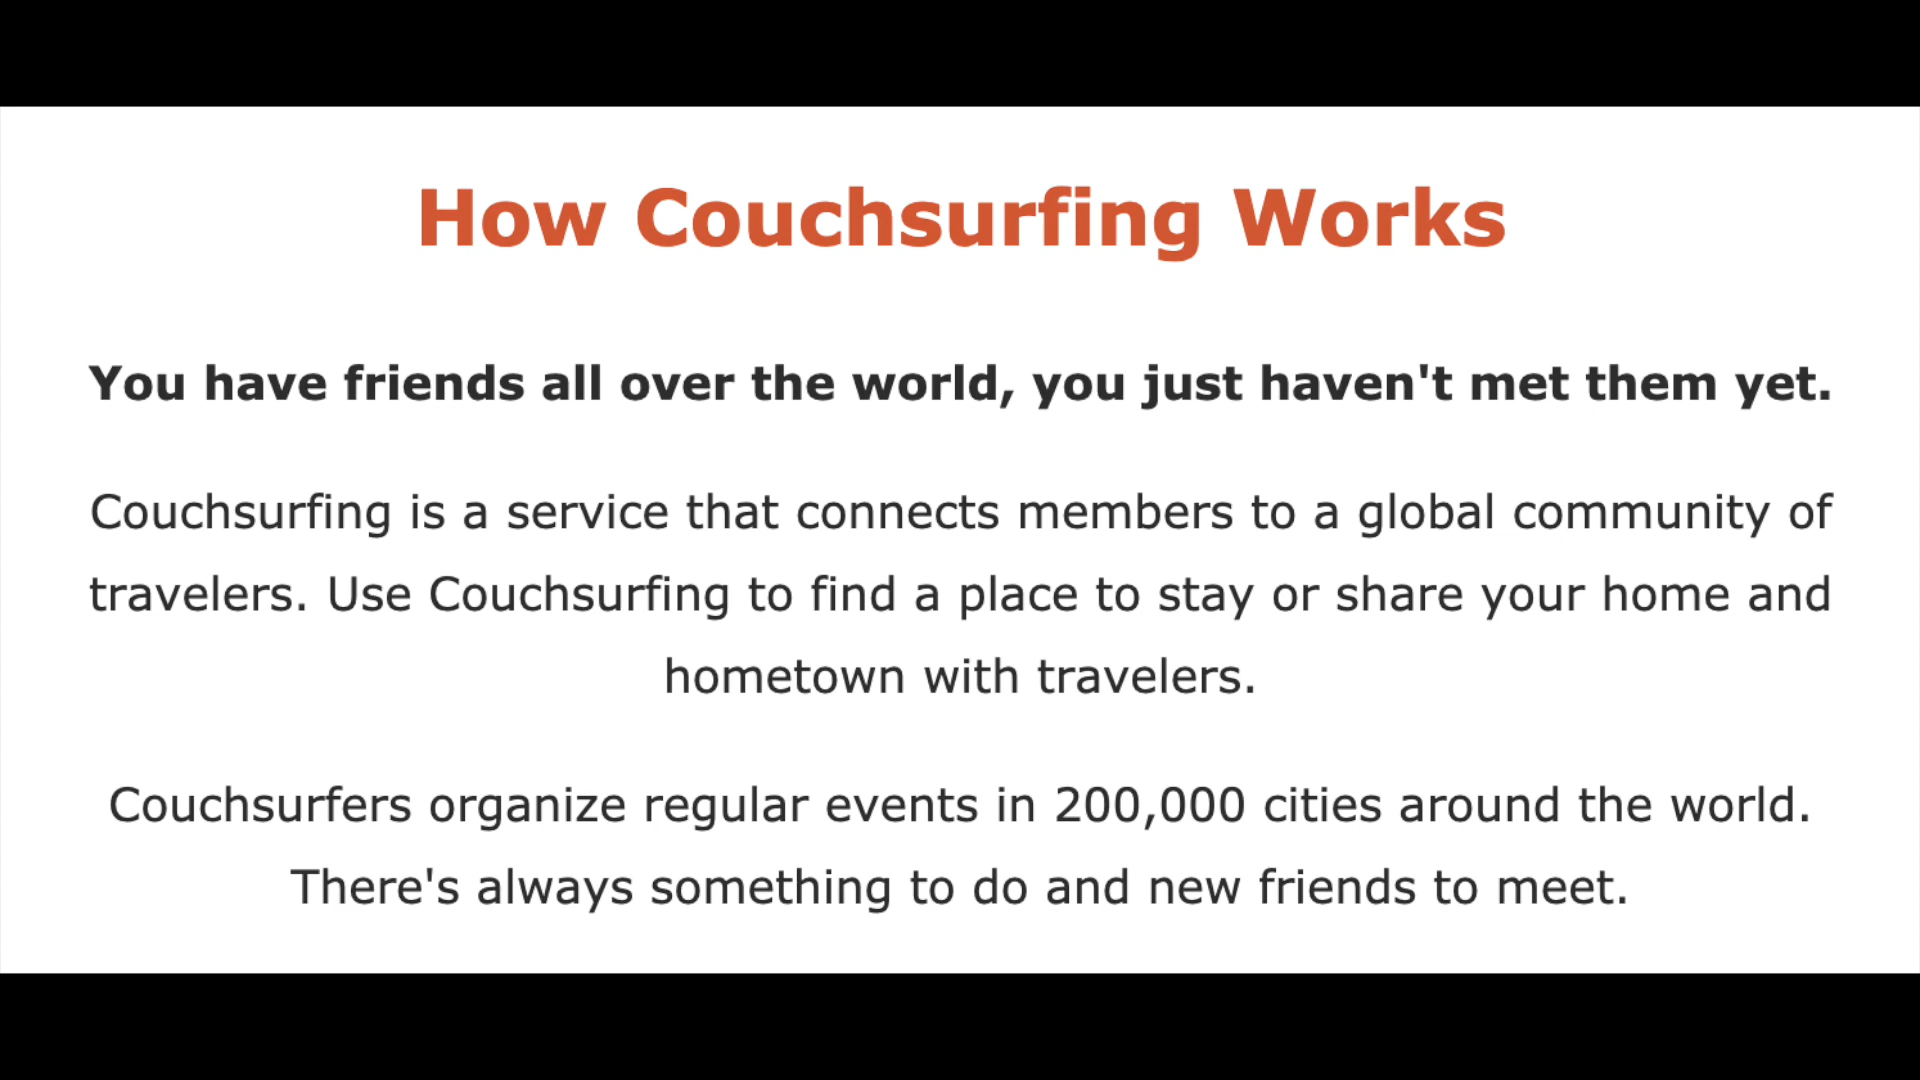 How Couchsurfing Works
You have friends all over the world, you just haven't met them yet.
Couchsurfing is a service that connects members to a global community of
travelers. Use Couchsurfing to find a place to stay or share your home and
hometown with travelers.
Couchsurfers organize regular events in 200,000 cities around the world.
There's always something to do and new friends to meet.